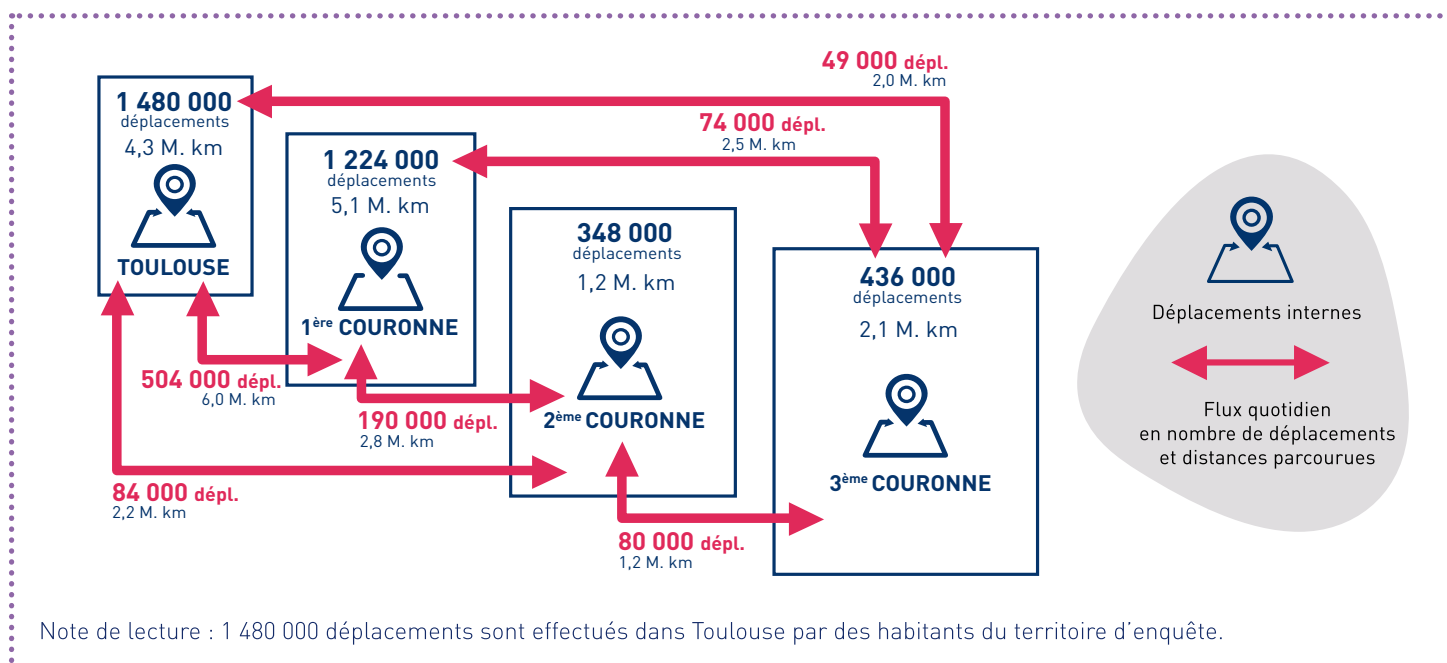 49 000 dépl.
2,0 M. km
1 480 000
déplacements
4,3 M. km
TOULOUSE
74 000 dépl.
2,5 M. km
1 224 000
déplacements
5,1 M. km
1ère COURONNE
348 000
déplacements
1,2 M. km
2ème COURONNE
436 000
déplacements
2,1 M. km
3ème COURONNE
504 000 dépl.
6,0 M. km
190 000 dépl.
2,8 M. km
84 000 dépl.
2,2 M. km
80 000 dépl.
1,2 M. km
Déplacements internes
Flux quotidien
en nombre de déplacements
et distances parcourues
Note de lecture : 1 480 000 déplacements sont effectués dans Toulouse par des habitants du territoire d’enquête.